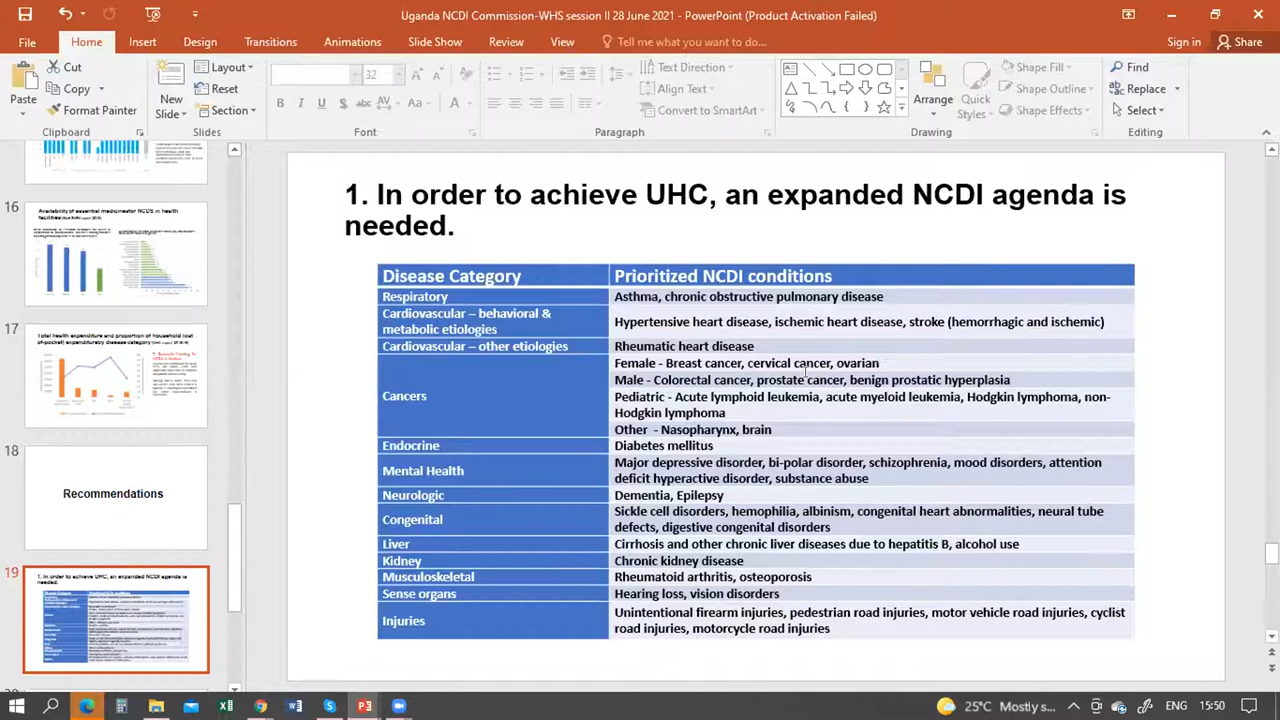 Uganda NCDI Commission-WHS session II 28 June 2021 - PowerPoint (Product Activation Failed)
File Home Insert Design Transitions Animations Slide Show Review View Tell me what you want to do... Sign in Share
Paste
Cut
Copy
Format Painter
Clipboard
New Slide
Layout
Reset
Section
Slides
32
Font
Text Direction
Align Text
Convert to SmartArt
Paragraph
Arrange
Quick Styles
Shape Fill
Shape Outline
Shape Effects
Drawing
Find
Replace
Select
Editing
16
17
18
Recommendations
19
1. In order to achieve UHC, an expanded NCDI agenda is
needed.
Disease Category Prioritized NCDI conditions
Respiratory Asthma, chronic obstructive pulmonary disease
Cardiovascular – behavioral &
metabolic etiologies
Hypertensive heart disease, ischemic heart disease, stroke (hemorrhagic and ischemic)
Cardiovascular – other etiologies Rheumatic heart disease
Cancers
Female - Breast cancer, cervical cancer, ovarian
Male - Colorectal cancer, prostate cancer, benign prostatic hyperplasia
Pediatric - Acute lymphoid leukemia, acute myeloid leukemia, Hodgkin lymphoma, non-
Hodgkin lymphoma
Other - Nasopharynx, brain
Endocrine Diabetes mellitus
Mental Health
Major depressive disorder, bi-polar disorder, schizophrenia, mood disorders, attention
deficit hyperactive disorder, substance abuse
Neurologic Dementia, Epilepsy
Congenital
Sickle cell disorders, hemophilia, albinism, congenital heart abnormalities, neural tube
defects, digestive congenital disorders
Liver Cirrhosis and other chronic liver diseases due to hepatitis B, alcohol use
Kidney Chronic kidney disease
Musculoskeletal Rheumatoid arthritis, osteoporosis
Sense organs Hearing loss, vision disorders
Injuries
Unintentional firearm injuries, road injuries, motor road injuries, cyclist
road injuries, motorcycle road injuries
25°C Mostly s... ENG 15:50